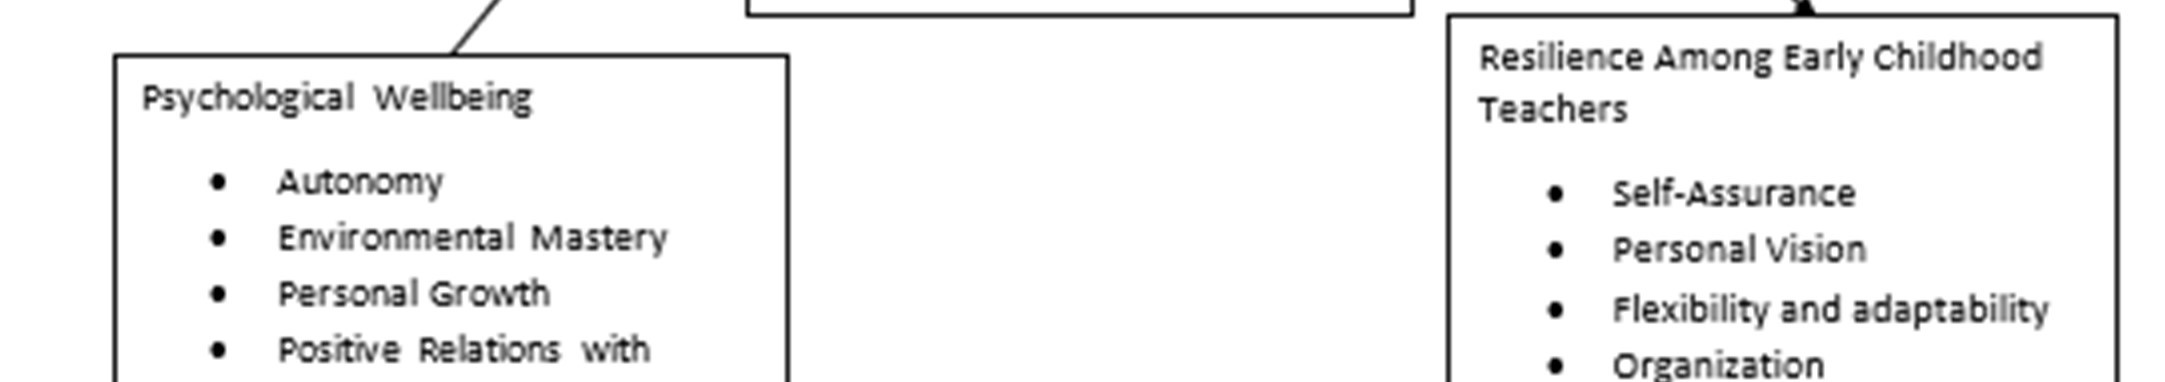 Psychological Wellbeing
• Autonomy
• Environmental Mastery
• Personal Growth
• Positive Relations with
Resilience Among Early Childhood
Teachers
• Self-Assurance
• Personal Vision
• Flexibility and adaptability
• Organization